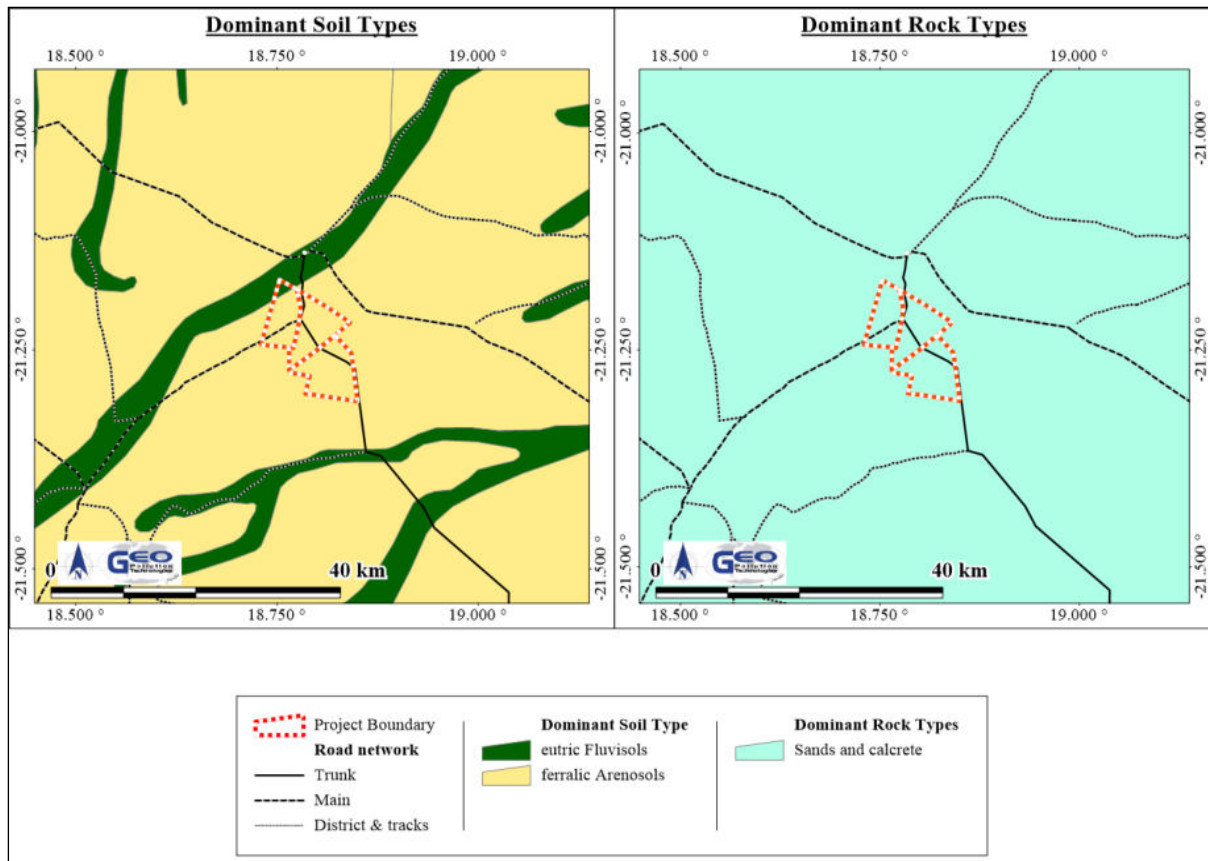 Dominant Soil Types
18.500 °
18.750 °
19.000 °
-21.000 °
-21.250 °
-21.500 °
-21.000 °
-21.250 °
-21.500 °
0
GEO
Pollution
Technologies
N
40 km
18.500 °
18.750 °
19.000 °
Dominant Rock Types
18.500 °
18.750 °
19.000 °
-21.000 °
-21.250 °
-21.500 °
-21.000 °
-21.250 °
-21.500 °
0
GEO
Pollution
Technologies
N
40 km
18.500 °
18.750 °
19.000 °
Project Boundary
Road network
Trunk
Main
District & tracks
Dominant Soil Type
eutric Fluvisols
ferralic Arenosols
Dominant Rock Types
Sands and calcrete